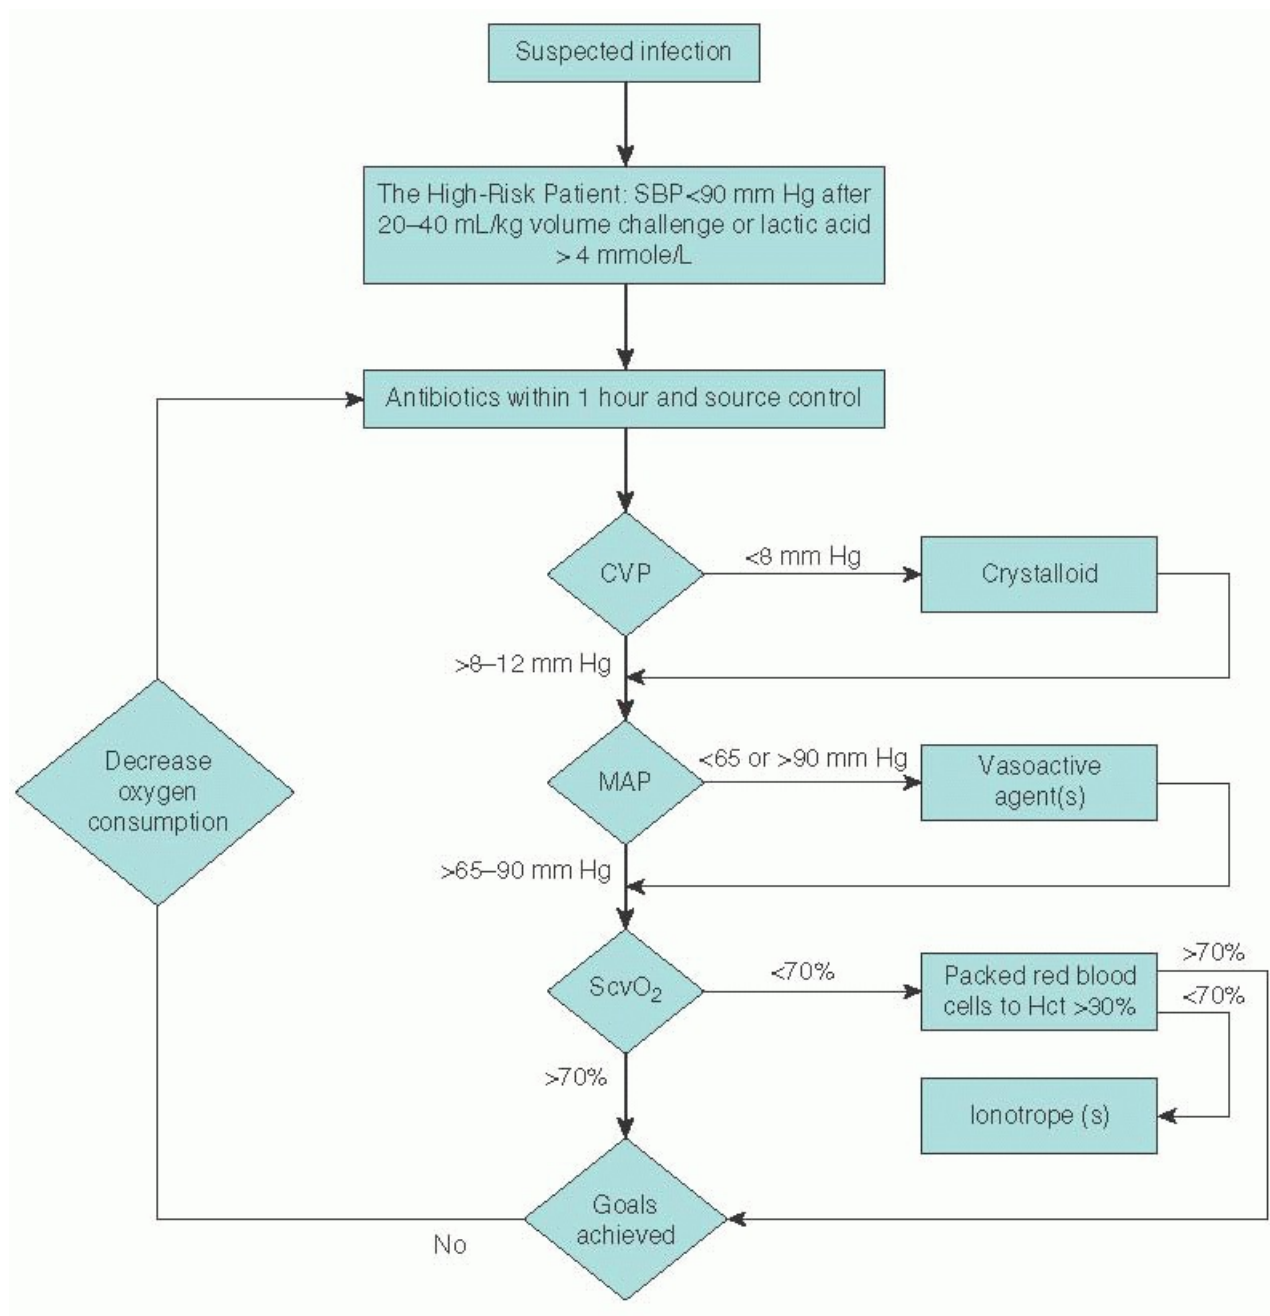 Suspected infection
The High-Risk Patient: SBP<90 mm Hg after
20–40 mL/kg volume challenge or lactic acid
> 4 mmole/L
Antibiotics within 1 hour and source control
CVP
<8 mm Hg
Crystalloid
>8–12 mm Hg
MAP
<65 or >90 mm Hg
Vasoactive
agent(s)
Decrease
oxygen
consumption
>65–90 mm Hg
ScvO₂
<70%
Packed red blood
cells to Hct >30%
>70%
<70%
>70%
Ionotrope (s)
Goals
achieved
No